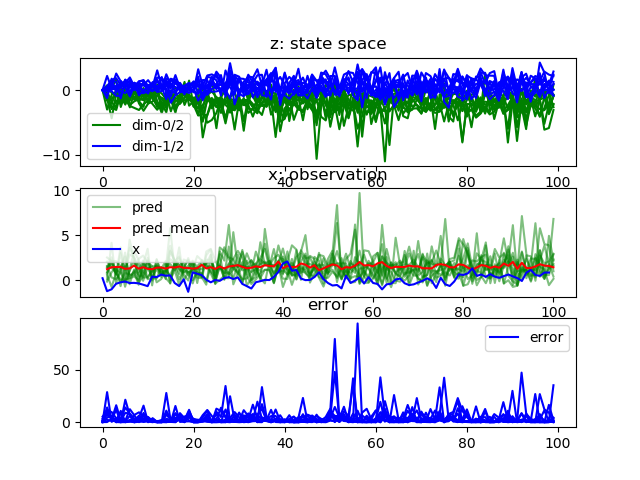 z: state space
0
−10
dim-0/2
dim-1/2
0 20 40 60 80 100
x: observation
10
5
0
pred
pred_mean
x
0 20 40 60 80 100
error
50
0
error
0 20 40 60 80 100